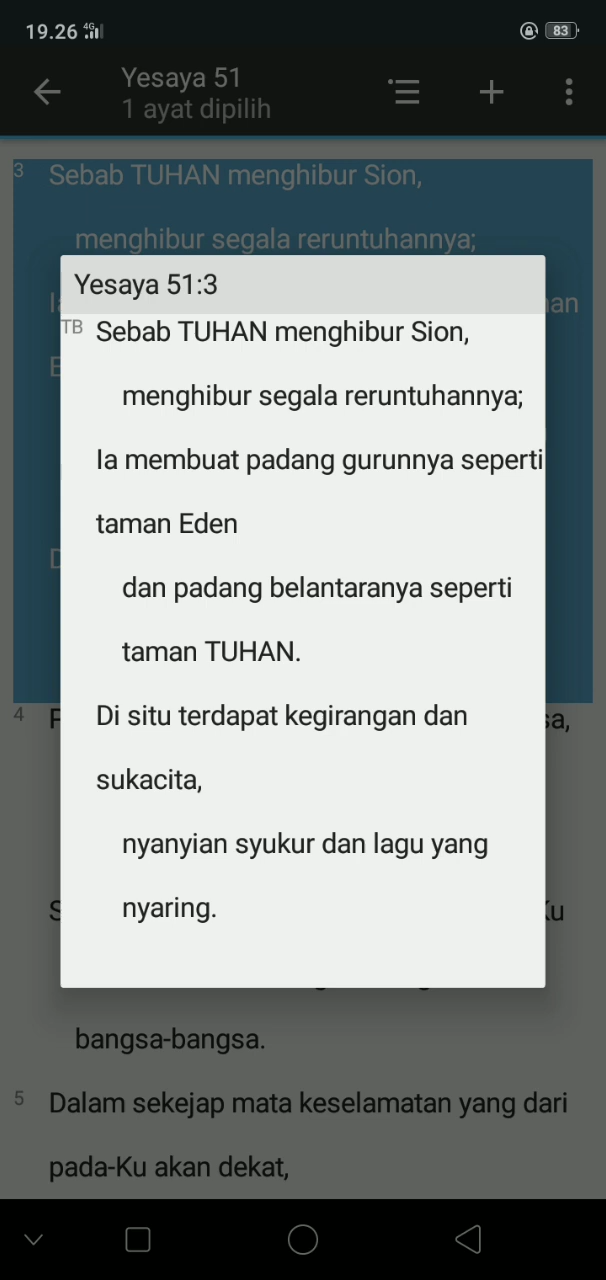 19.26 4G 83
Yesaya 51
1 ayat dipilih
3 Sebab TUHAN menghibur Sion,
menghibur segala reruntuhannya;
Yesaya 51:3
TB Sebab TUHAN menghibur Sion,
menghibur segala reruntuhannya;
Ia membuat padang gurunnya seperti
taman Eden
dan padang belantaranya seperti
taman TUHAN.
Di situ terdapat kegirangan dan
sukacita,
nyanyian syukur dan lagu yang
nyaring.
4
bangsa-bangsa.
5 Dalam sekejap mata keselamatan yang dari
pada-Ku akan dekat,